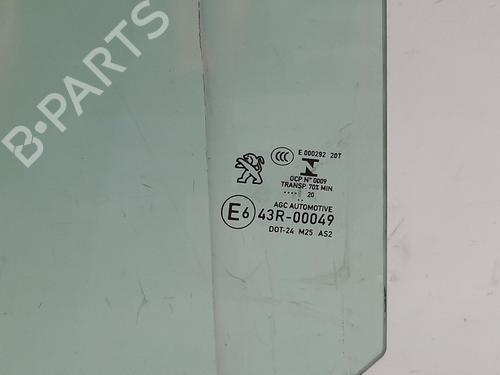 B-PARTS
E 000292 20T
CCC
N
OCP N° 0009
TRANSP. 70% MIN.
.... 20
..
AGC AUTOMOTIVE
E6 43R-00049
DOT-24 M25 AS2